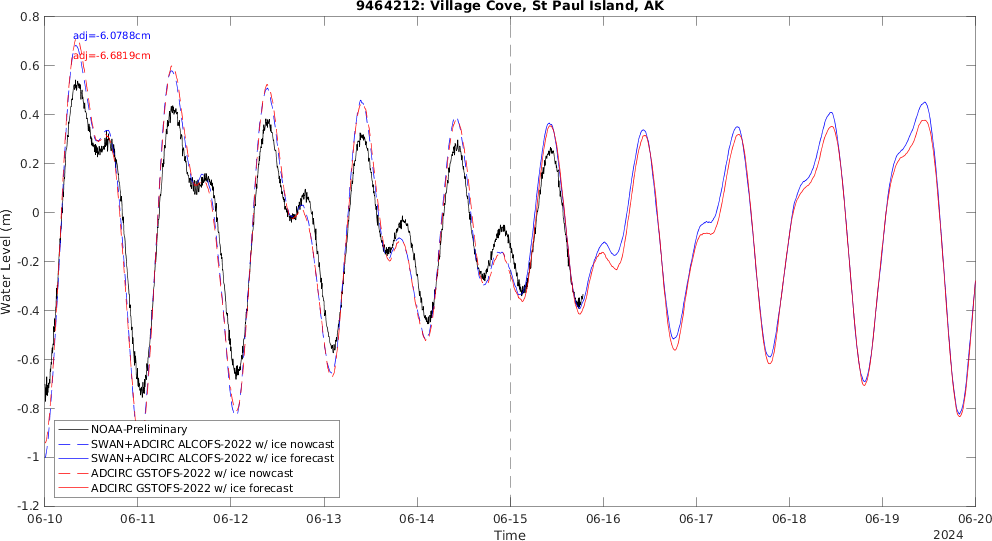 9464212: Village Cove, St Paul Island, AK
adj=-6.0788cm
adj=-6.6819cm
Water Level (m)
0.8
0.6
0.4
0.2
0
-0.2
-0.4
-0.6
-0.8
-1
-1.2
NOAA-Preliminary
SWAN+ADCIRC ALCOFS-2022 w/ ice nowcast
SWAN+ADCIRC ALCOFS-2022 w/ ice forecast
ADCIRC GSTOFS-2022 w/ ice nowcast
ADCIRC GSTOFS-2022 w/ ice forecast
06-10 06-11 06-12 06-13 06-14 06-15 06-16 06-17 06-18 06-19 06-20
Time
2024